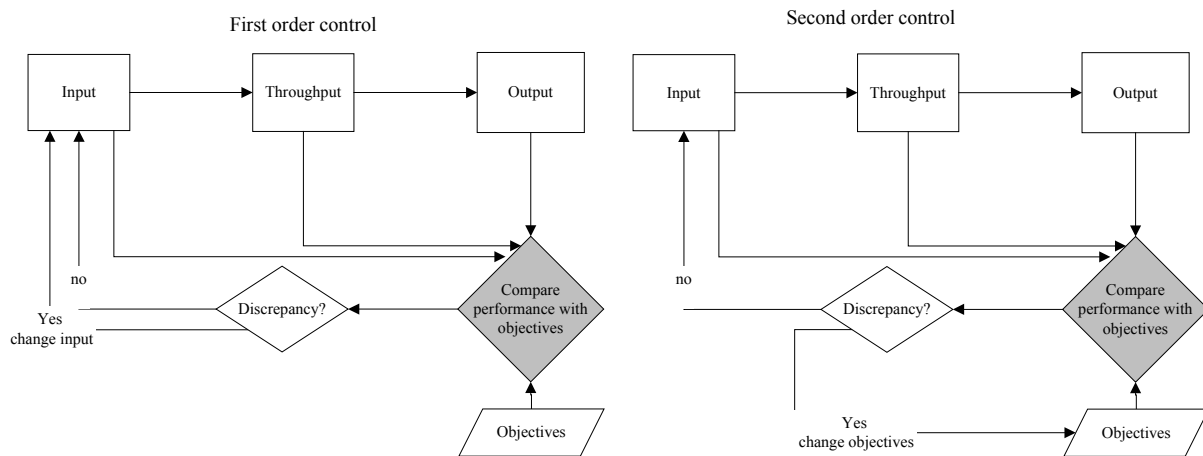 First order control
Input
Throughput
Output
no
Yes
change input
Discrepancy?
Compare
performance with
objectives
Objectives
Second order control
Input
Throughput
Output
no
Discrepancy?
Compare
performance with
objectives
Yes
change objectives
Objectives